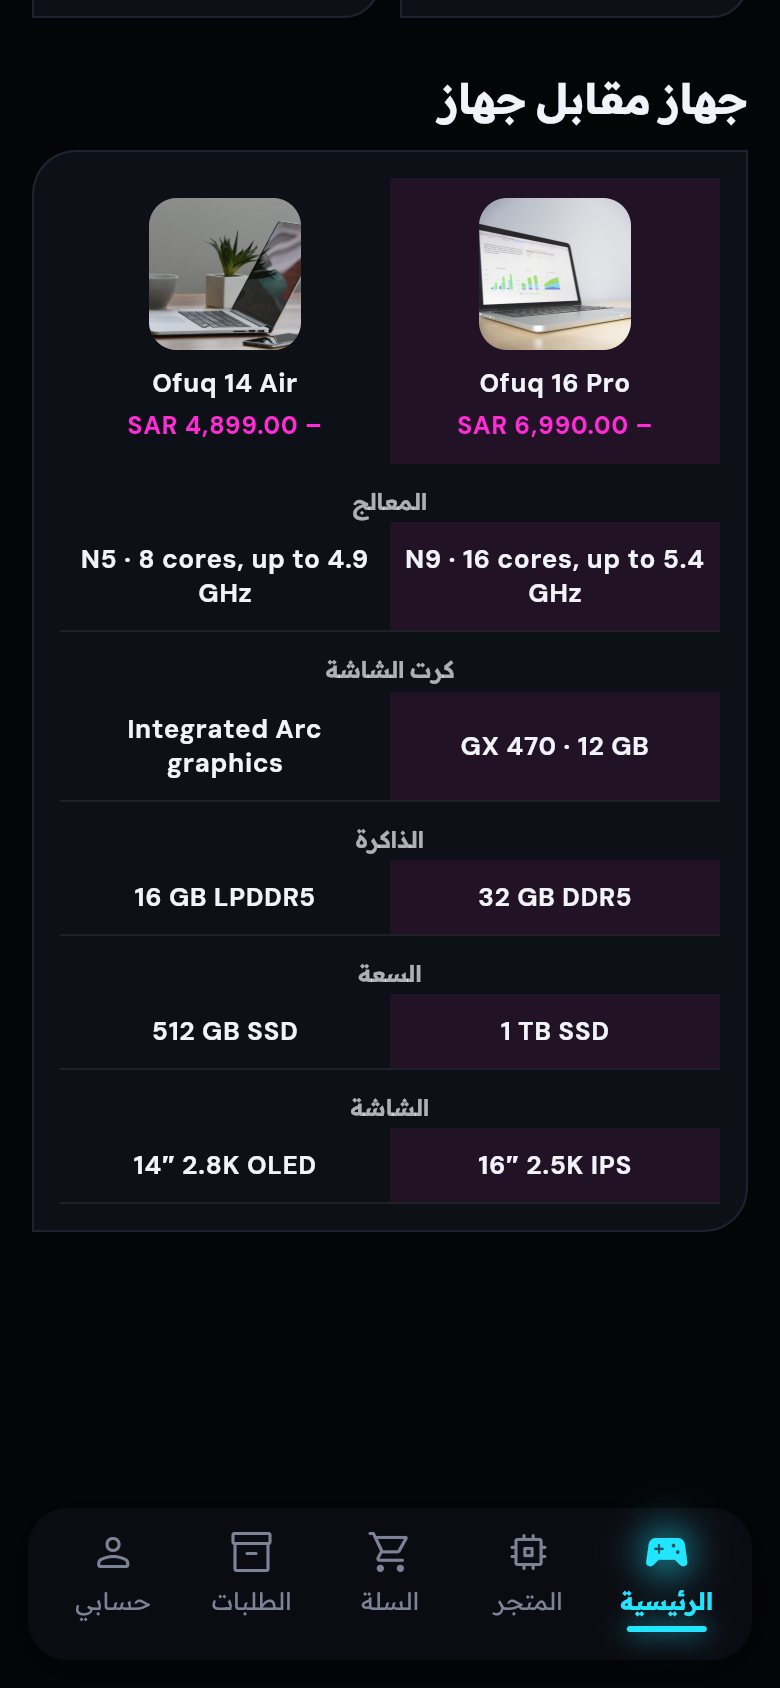 جهاز مقابل جهاز
Ofuq 16 Pro
SAR 6,990.00 –
Ofuq 14 Air
SAR 4,899.00 –
المعالج
N9 · 16 cores, up to 5.4
GHz
N5 · 8 cores, up to 4.9
GHz
كرت الشاشة
GX 470 · 12 GB
Integrated Arc
graphics
الذاكرة
32 GB DDR5
16 GB LPDDR5
السعة
1 TB SSD
512 GB SSD
الشاشة
16″ 2.5K IPS
14″ 2.8K OLED
الرئيسية
المتجر
السلة
الطلبات
حسابي